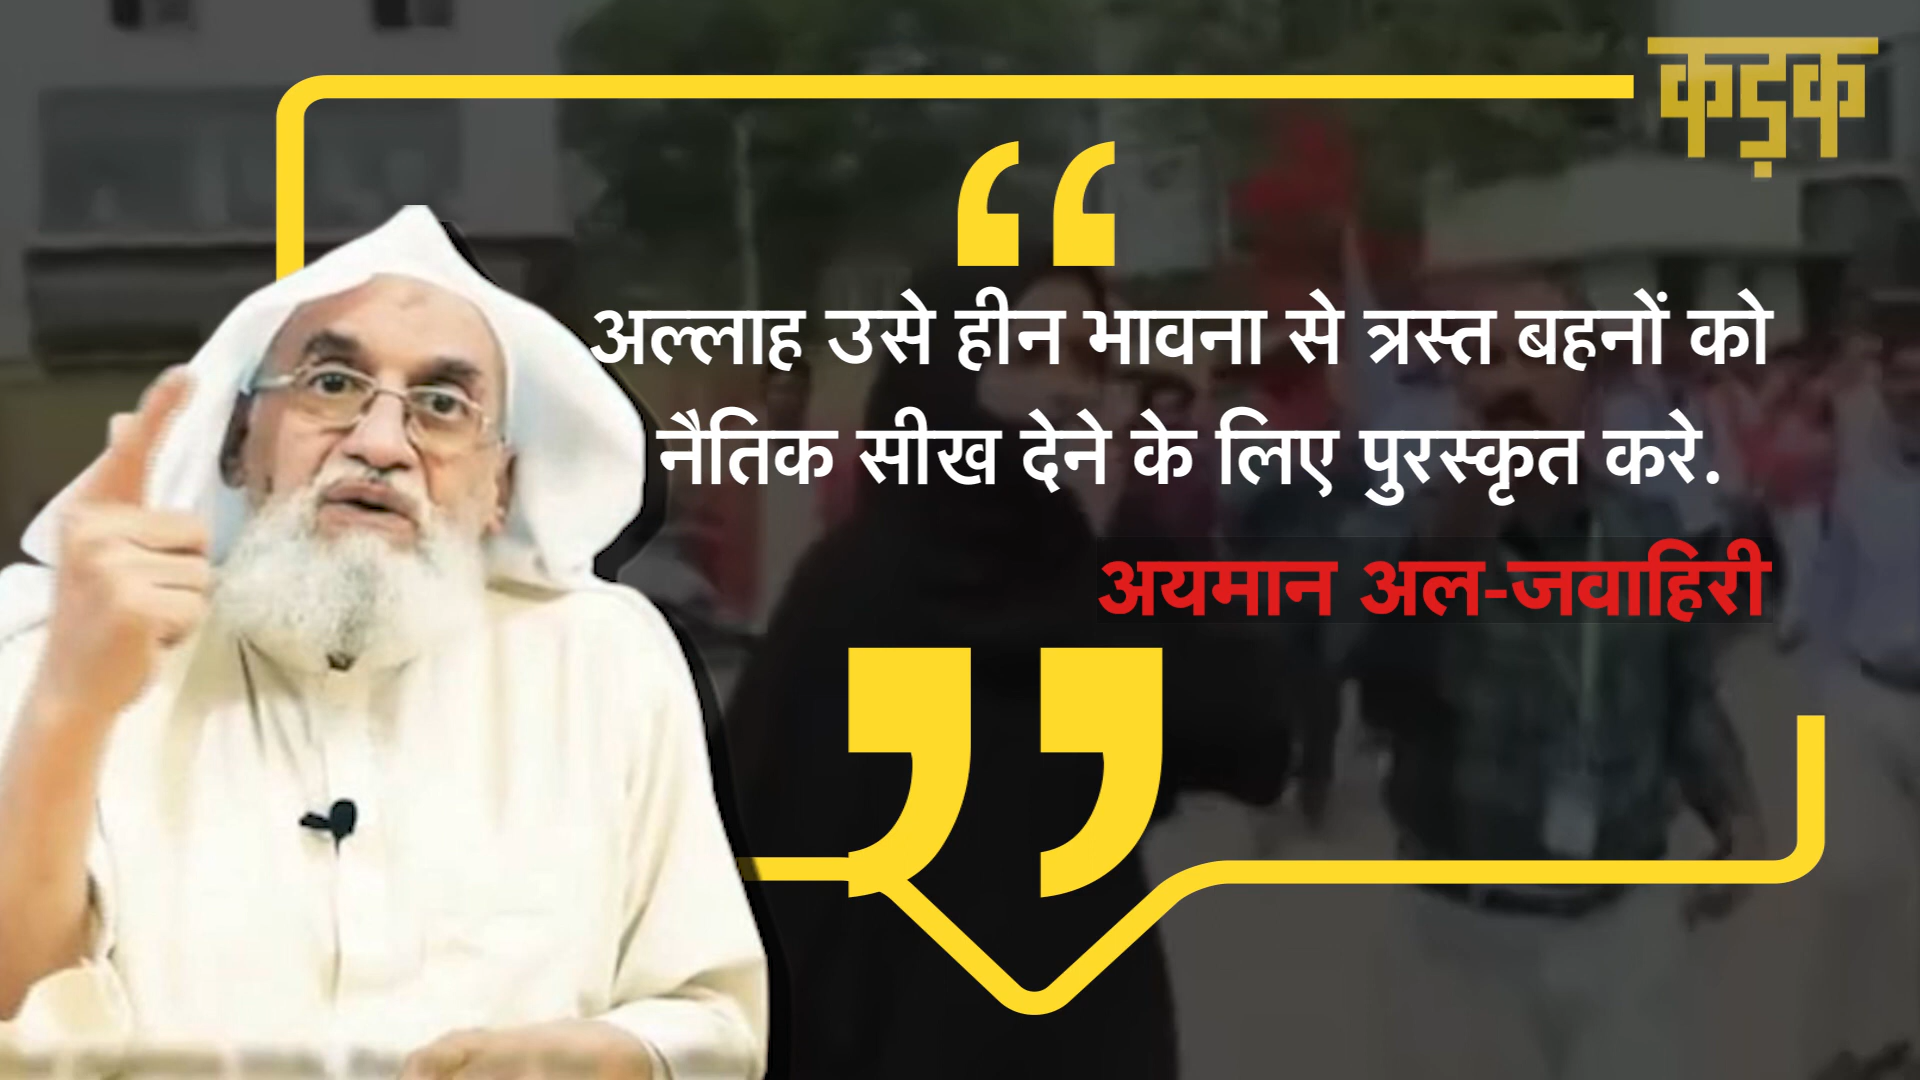 कड़क
“
अल्लाह उसे हीन भावना से त्रस्त बहनों को
नैतिक सीख देने के लिए पुरस्कृत करे.
अयमान अल-जवाहिरी
”